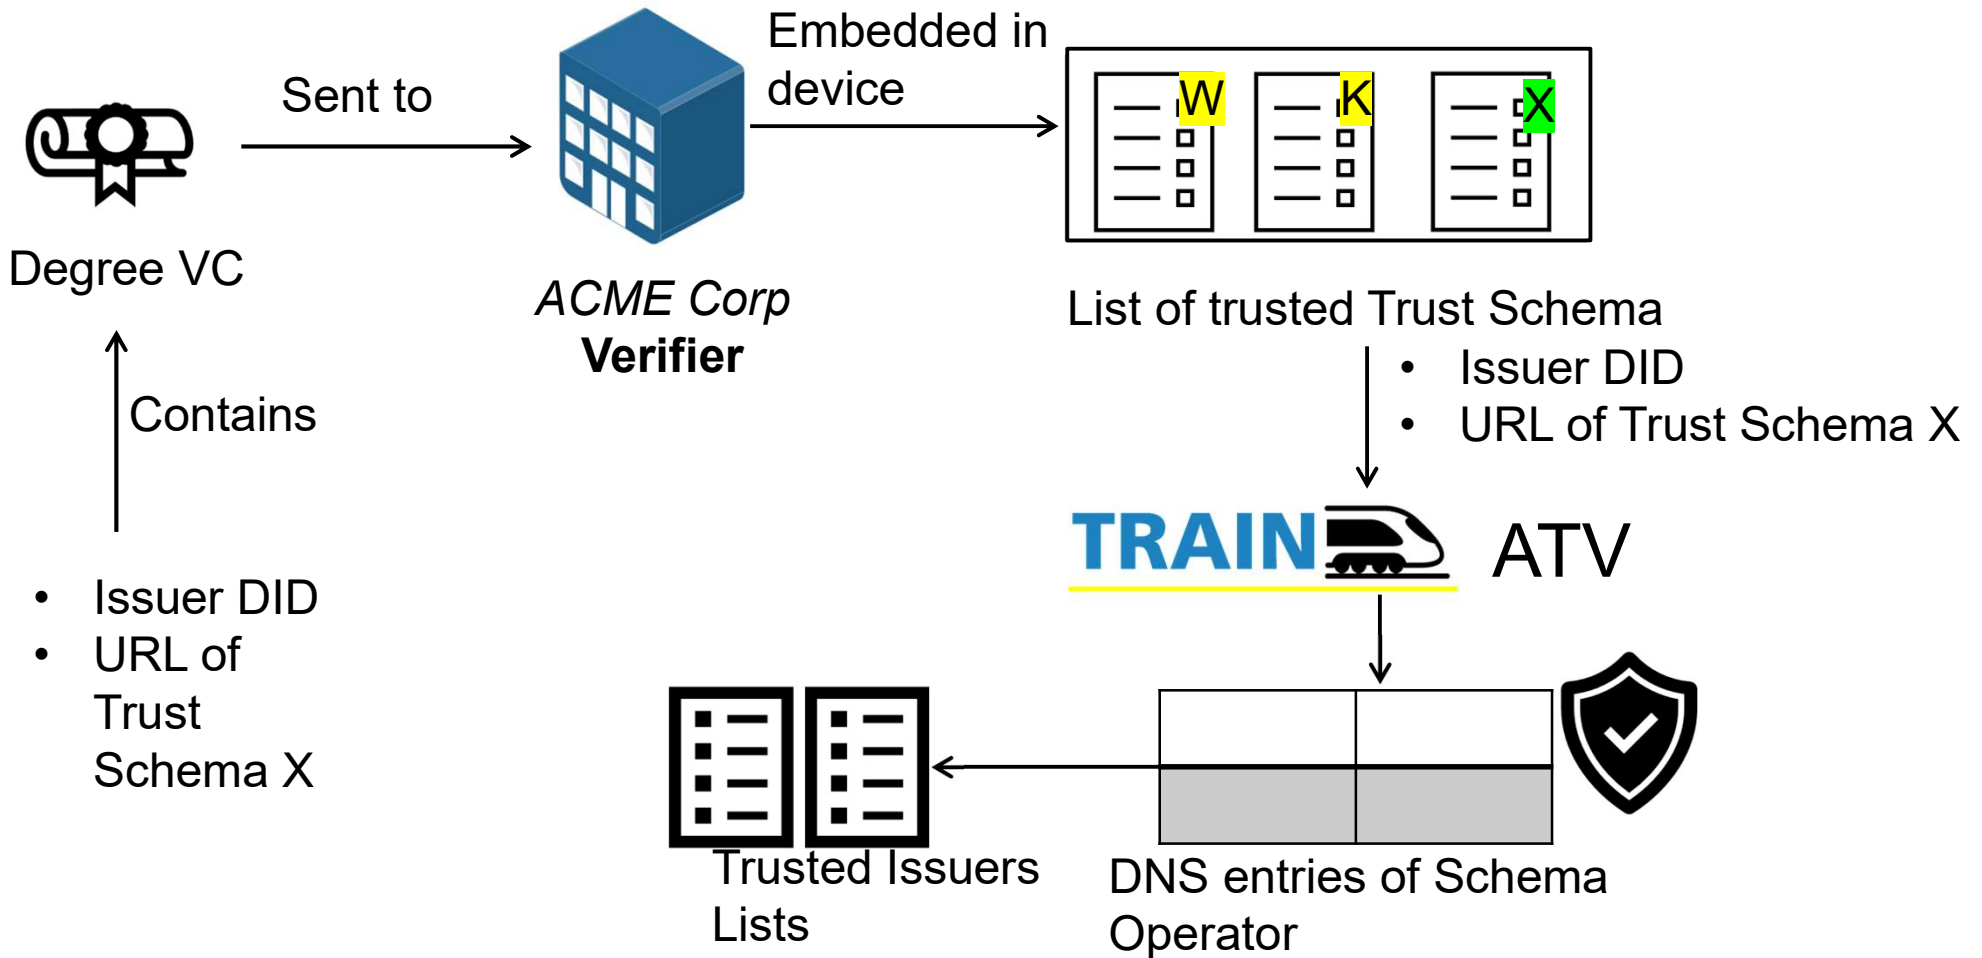 Sent to
Embedded in
device
W
K
X
Degree VC
ACME Corp
Verifier
List of trusted Trust Schema
• Issuer DID
• URL of Trust Schema X
Contains
TRAIN
ATV
• Issuer DID
• URL of
Trust
Schema X
Trusted Issuers
Lists
DNS entries of Schema
Operator